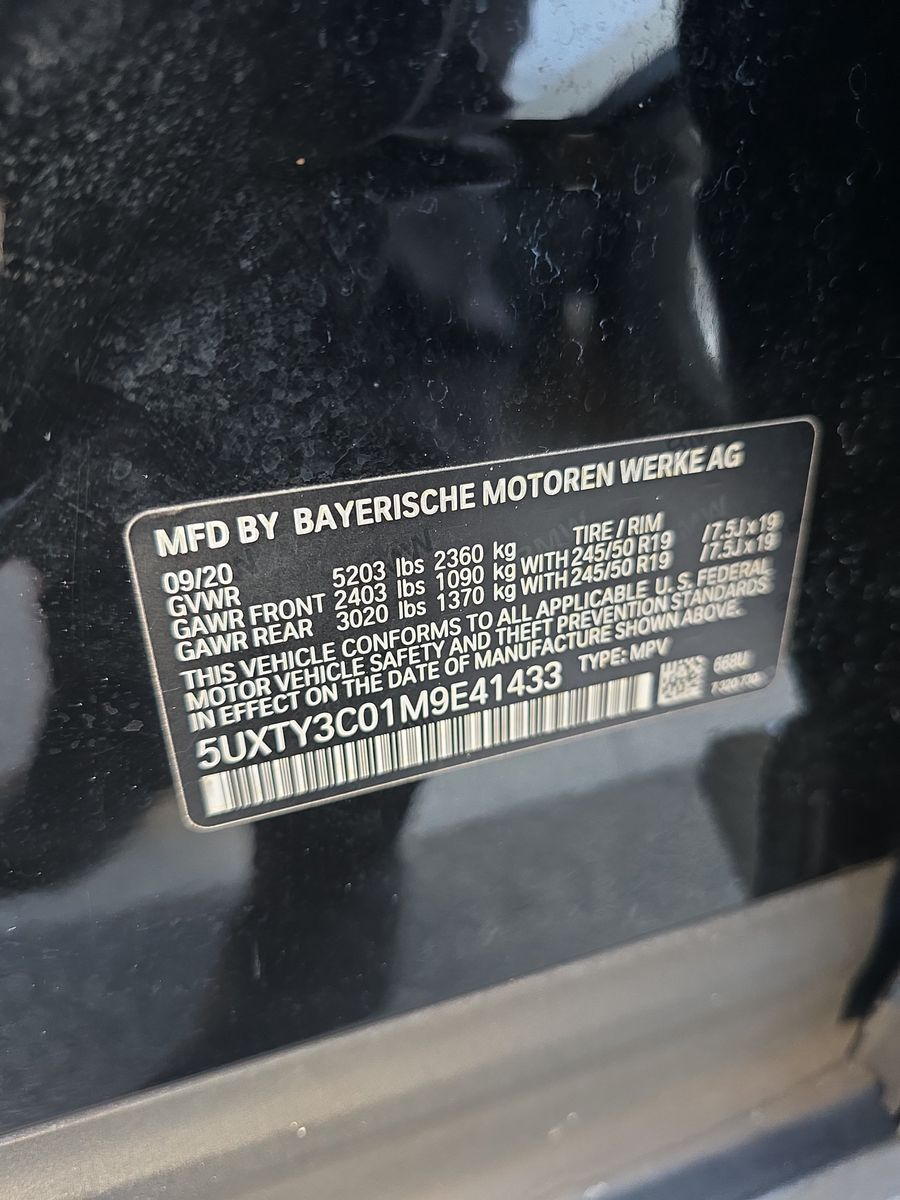 MFD BY BAYERISCHE MOTOREN WERKE AG
09/20 TIRE / RIM
GVWR 5203 lbs 2360 kg
GAWR FRONT 2403 lbs 1090 kg WITH 245/50 R19 / 7.5J x 19
GAWR REAR 3020 lbs 1370 kg WITH 245/50 R19 / 7.5J x 19
THIS VEHICLE CONFORMS TO ALL APPLICABLE U. S. FEDERAL
MOTOR VEHICLE SAFETY AND THEFT PREVENTION STANDARDS
IN EFFECT ON THE DATE OF MANUFACTURE SHOWN ABOVE.
5UXTY3C01M9E41433 TYPE: MPV 668U
7 320 730